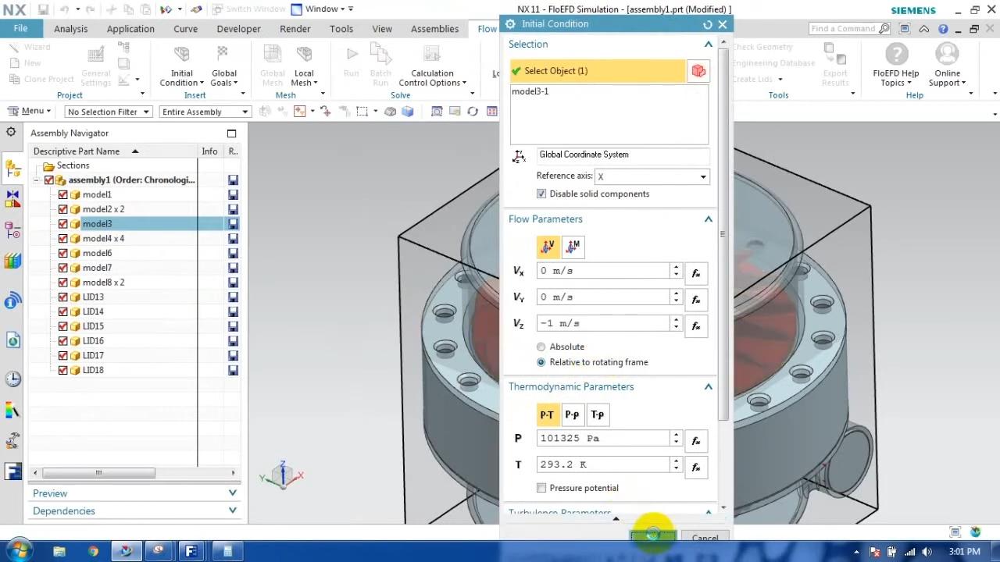 NX
Switch Window
Window
NX 11 - FloEFD Simulation - [assembly1.prt (Modified) ]
SIEMENS
File
Analysis
Application
Curve
Developer
Render
Tools
View
Assemblies
Flow
Find a Command
Wizard
New
Clone Project
General
Settings
Project
Initial
Condition
Global
Goals
Insert
Global
Mesh
Local
Mesh
Mesh
Run
Batch
Run
Calculation
Control Options
Solve
Check Geometry
Engineering Database
Create Lids
Export
Results
Tools
FloEFD Help
Topics
Online
Support
Help
Menu
No Selection Filter
Entire Assembly
Assembly Navigator
Descriptive Part Name
Info
R..
Sections
assembly1 (Order: Chronologi...
model1
model2 x 2
model3
model4 x 4
model6
model7
model8 x 2
LID13
LID14
LID15
LID16
LID17
LID18
Preview
Dependencies
Initial Condition
Selection
Select Object (1)
model3-1
Global Coordinate System
Reference axis: X
Disable solid components
Flow Parameters
V
M
Vx 0 m/s
VY 0 m/s
Vz -1 m/s
Absolute
Relative to rotating frame
Thermodynamic Parameters
P-T P-ρ T-ρ
P 101325 Pa
T 293.2 K
Pressure potential
Turbulence Parameters
Cancel
Z
Y
X
3:01 PM